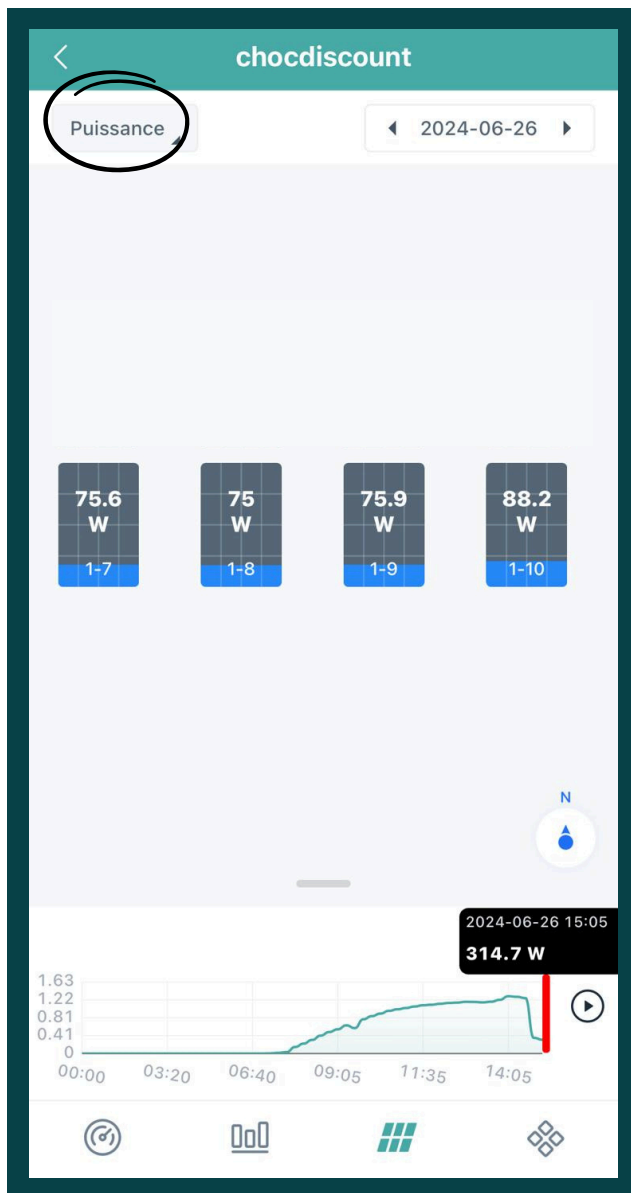 chocdiscount
Puissance
2024-06-26
75.6
W
1-7
75
W
1-8
75.9
W
1-9
88.2
W
1-10
N
2024-06-26 15:05
314.7 W
1.63
1.22
0.81
0.41
0
00:00 03:20 06:40 09:05 11:35 14:05